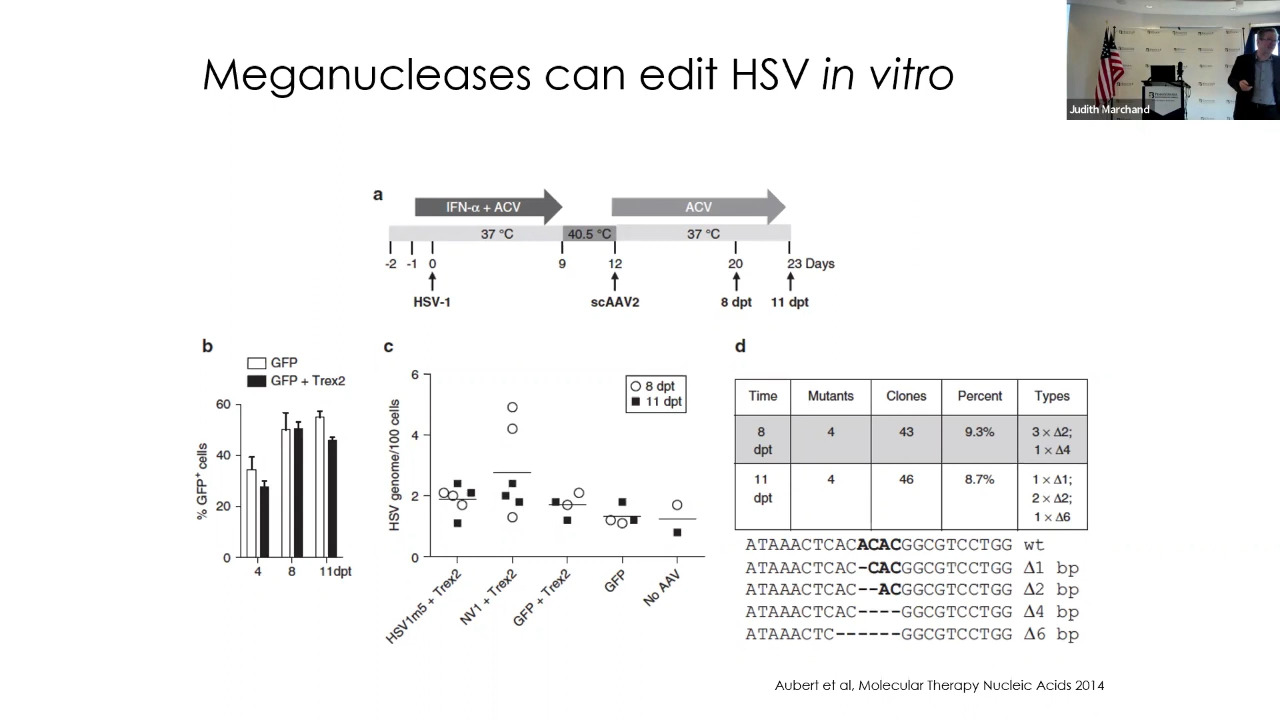 Meganucleases can edit HSV in vitro
Judith Marchand
a
IFN-α + ACV
ACV
37 °C
40.5 °C
37 °C
-2 -1 0 9 12 20 23 Days
HSV-1
scAAV2
8 dpt
11 dpt
b
GFP
GFP + Trex2
% GFP+ cells
60
40
20
0
4 8 11dpt
c
8 dpt
11 dpt
HSV genome/100 cells
6
4
2
0
HSV1m5 + Trex2
NV1 + Trex2
GFP + Trex2
GFP
No AAV
d
Time Mutants Clones Percent Types
8 dpt 4 43 9.3% 3 × Δ2;
1 × Δ4
11 dpt 4 46 8.7% 1 × Δ1;
2 × Δ2;
1 × Δ6
ATAAACTCACACACGGCGTCCTGG wt
ATAAACTCAC-CACGGCGTCCTGG Δ1 bp
ATAAACTCAC--ACGGCGTCCTGG Δ2 bp
ATAAACTCAC----GGCGTCCTGG Δ4 bp
ATAAACTC------GGCGTCCTGG Δ6 bp
Aubert et al, Molecular Therapy Nucleic Acids 2014